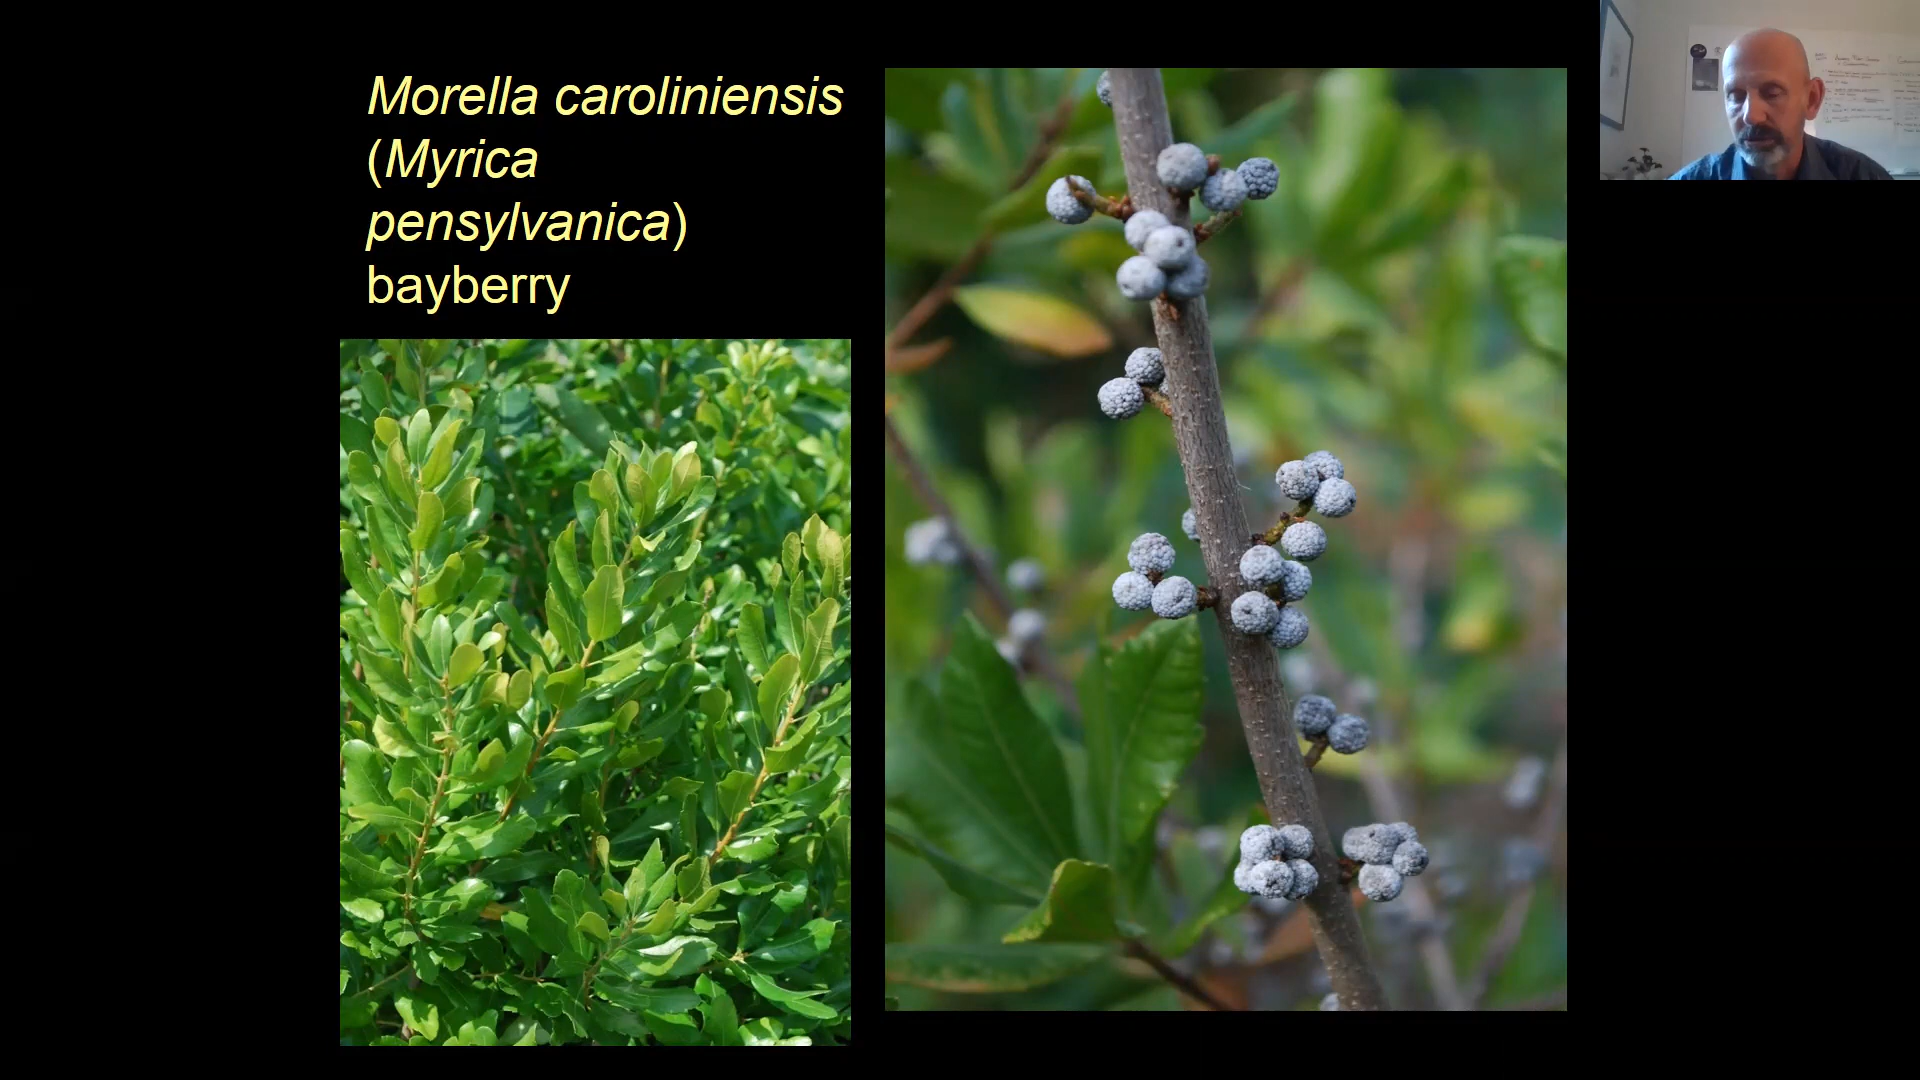 Morella caroliniensis
(Myrica
pensylvanica)
bayberry